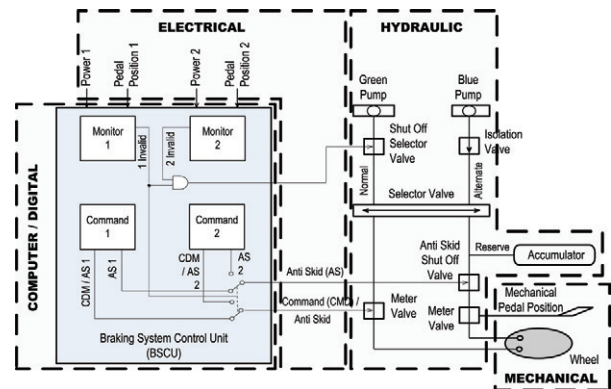 ELECTRICAL
HYDRAULIC
Power 1
Pedal
Position 1
Power 2
Pedal
Position 2
Green
Pump
Blue
Pump
COMPUTER / DIGITAL
Monitor
1
Monitor
2
1 Invalid
2 Invalid
Shut Off
Selector
Valve
Isolation
Valve
Normal
Alternate
Selector Valve
Command
1
Command
2
CDM / AS 1
AS 1
CDM
/ AS
2
AS
2
Anti Skid (AS)
Anti Skid
Shut Off
Valve
Reserve
Accumulator
Command (CMD) /
Anti Skid
Meter
Valve
Meter
Valve
Mechanical
Pedal Position
Braking System Control Unit
(BSCU)
Wheel
MECHANICAL